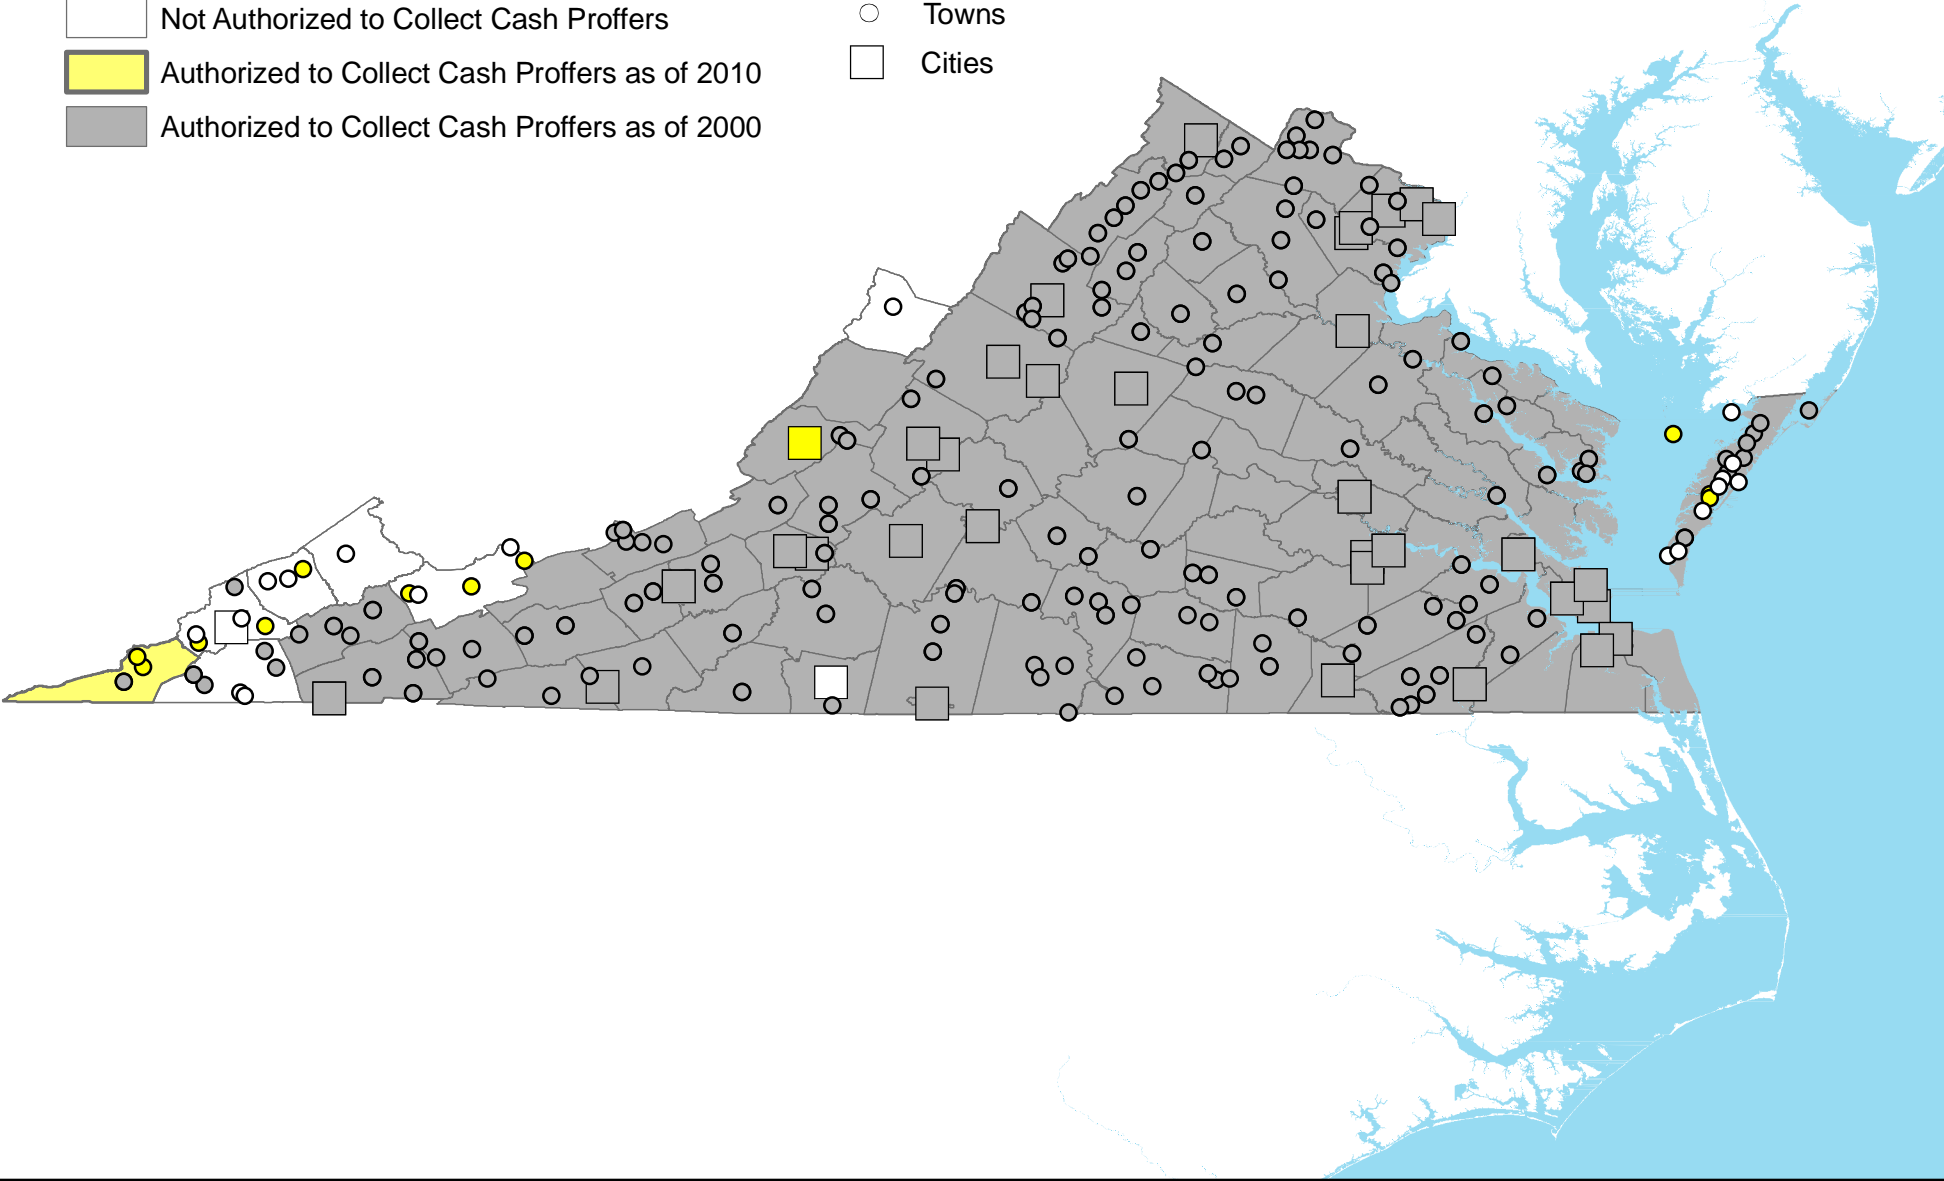 Not Authorized to Collect Cash Proffers
Authorized to Collect Cash Proffers as of 2010
Authorized to Collect Cash Proffers as of 2000
Towns
Cities